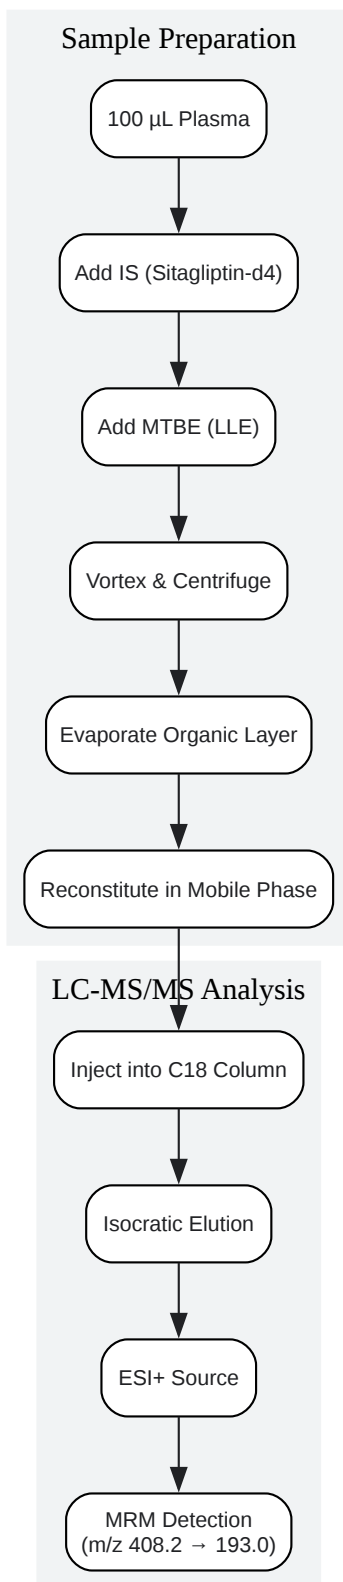 Sample Preparation
100 µL Plasma
Add IS (Sitagliptin-d4)
Add MTBE (LLE)
Vortex & Centrifuge
Evaporate Organic Layer
Reconstitute in Mobile Phase
LC-MS/MS Analysis
Inject into C18 Column
Isocratic Elution
ESI+ Source
MRM Detection
(m/z 408.2 → 193.0)